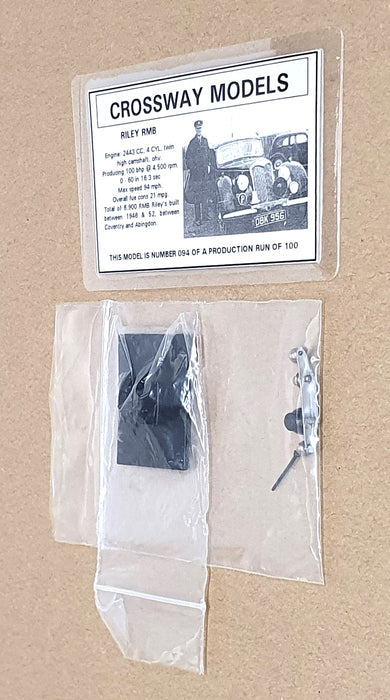 CROSSWAY MODELS
RILEY RMB
Engine: 2443 CC, 4 CYL, twin
high camshaft, ohv.
Producing 100 bhp @ 4,500 rpm.
0 - 60 in 16.3 sec
Max speed 94 mph.
Overall fuel cons 21 mpg.
Total of 6,900 RMB Riley's built
between 1946 & 52, between
Coventry and Abingdon.
P
DBK 956
THIS MODEL IS NUMBER 094 OF A PRODUCTION RUN OF 100